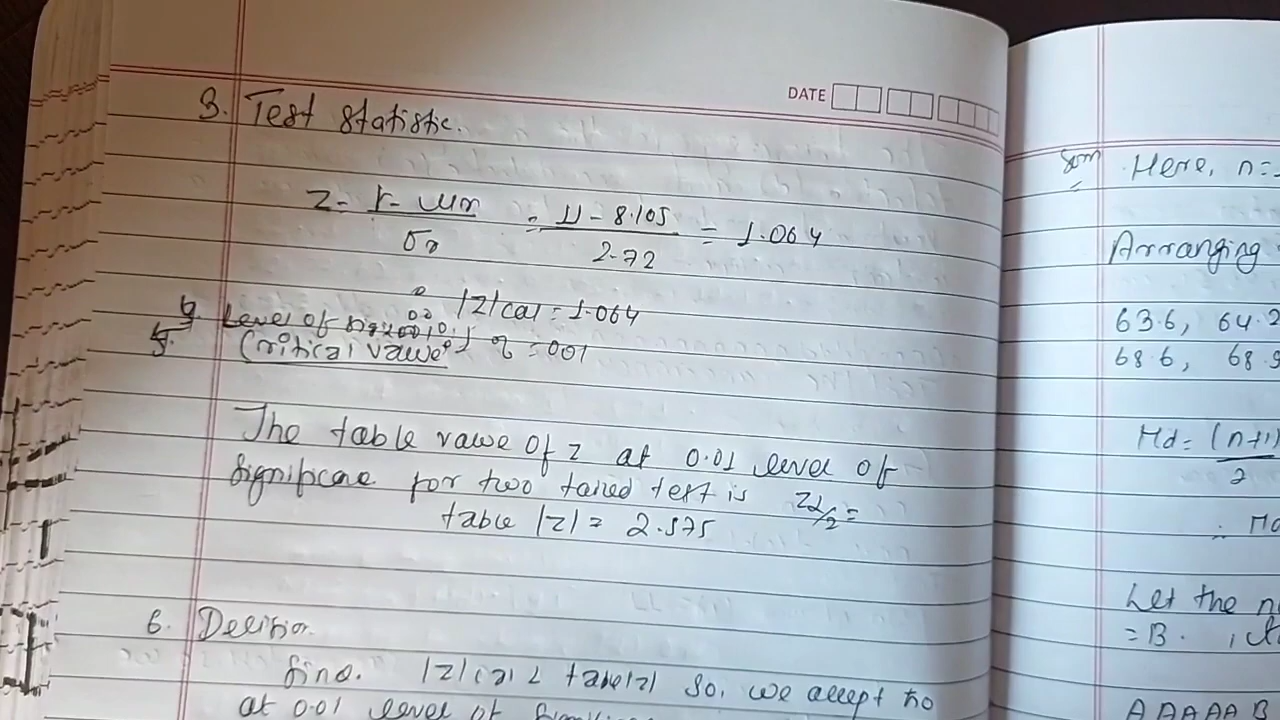 DATE
3. Test statistic.
Z = r - μr / σr = 11 - 8.105 / 2.72 = 1.064
∴ |Z| cal = 1.064
4. Level of
5. Critical value α = 0.01
The table value of z at 0.01 level of
significance for two tailed test is Zα/2 =
table |z| = 2.575
6. Decision.
Since. |Z| cal < table |z| so, we accept Ho
at 0.01 level of
Som Here, n=
Arranging
63.6, 64.2
68.6, 68.9
Md = (n+1) / 2
Let the n
= B.
A A A A A B